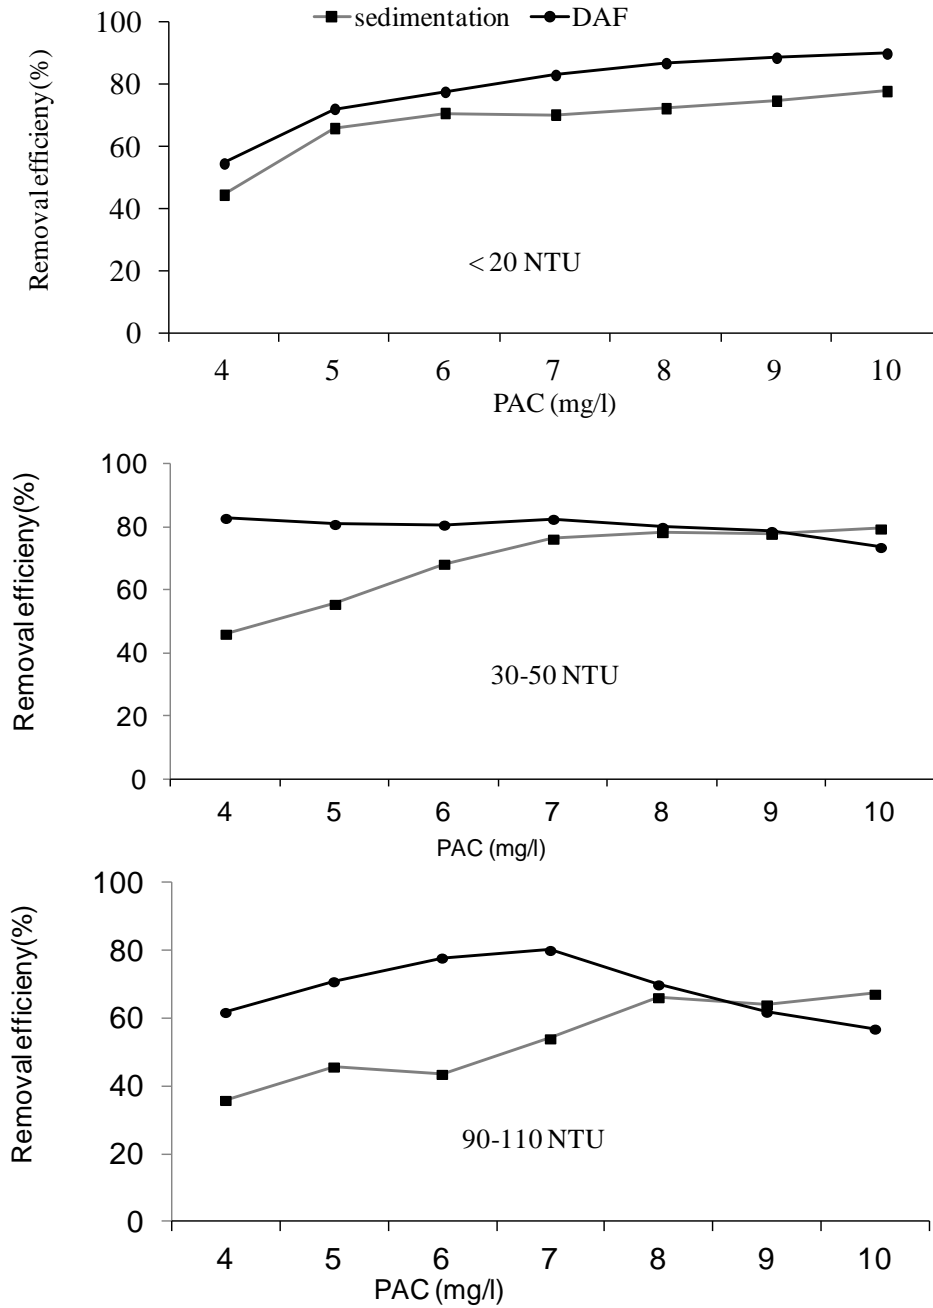 sedimentation DAF
100
80
60
40
20
0
Removal efficieny (%)
< 20 NTU
4 5 6 7 8 9 10
PAC (mg/l)
100
80
60
40
20
0
Removal efficieny (%)
30-50 NTU
4 5 6 7 8 9 10
PAC (mg/l)
100
80
60
40
20
0
Removal efficieny (%)
90-110 NTU
4 5 6 7 8 9 10
PAC (mg/l)